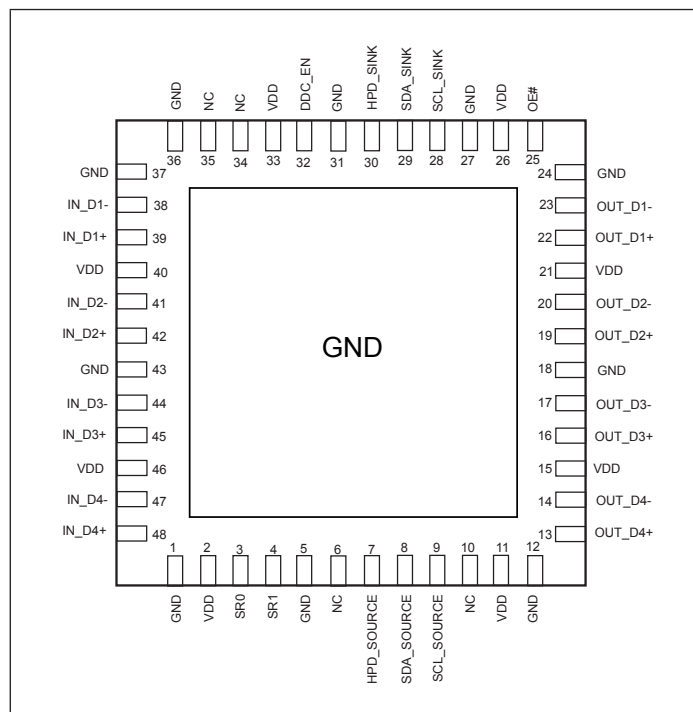 GND
NC
NC
VDD
DDC_EN
GND
HPD_SINK
SDA_SINK
SCL_SINK
GND
VDD
OE#
36
35
34
33
32
31
30
29
28
27
26
25
GND 37
24 GND
IN_D1- 38
23 OUT_D1-
IN_D1+ 39
22 OUT_D1+
VDD 40
21 VDD
IN_D2- 41
20 OUT_D2-
IN_D2+ 42
19 OUT_D2+
GND
GND 43
18 GND
IN_D3- 44
17 OUT_D3-
IN_D3+ 45
16 OUT_D3+
VDD 46
15 VDD
IN_D4- 47
14 OUT_D4-
IN_D4+ 48
13 OUT_D4+
1
2
3
4
5
6
7
8
9
10
11
12
GND
VDD
SR0
SR1
GND
NC
HPD_SOURCE
SDA_SOURCE
SCL_SOURCE
NC
VDD
GND